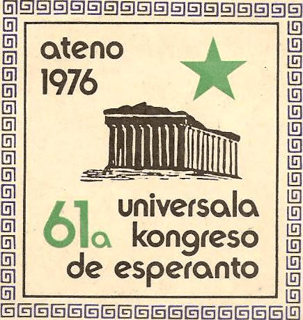 ateno
1976
universala
61a kongreso
de esperanto